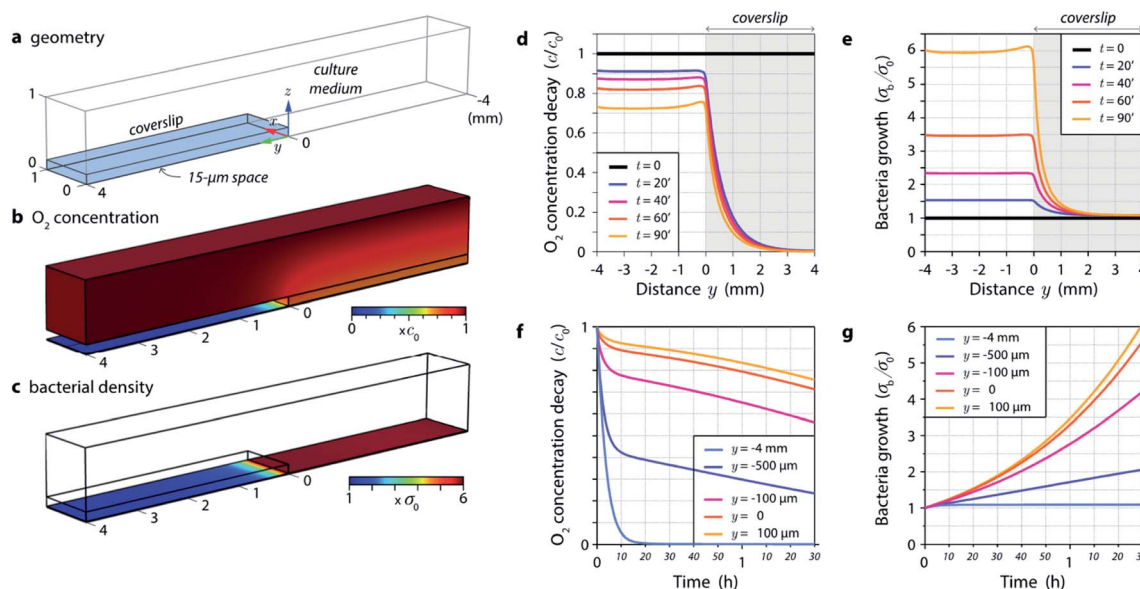 a geometry
1
0
1
0
4
coverslip
15-μm space
culture medium
z
x
y
0
-4
(mm)
b O2 concentration
4
3
2
1
0
0 x c0 1
c bacterial density
4
3
2
1
0
1 x σ0 6
d
coverslip
O2 concentration decay (c/c0)
1
0.8
0.6
0.4
0.2
0
t = 0
t = 20'
t = 40'
t = 60'
t = 90'
-4 -3 -2 -1 0 1 2 3 4
Distance y (mm)
e
coverslip
Bacteria growth (σb/σ0)
6
5
4
3
2
1
0
t = 0
t = 20'
t = 40'
t = 60'
t = 90'
-4 -3 -2 -1 0 1 2 3 4
Distance y (mm)
f
O2 concentration decay (c/c0)
1
0
y = -4 mm
y = -500 μm
y = -100 μm
y = 0
y = 100 μm
0 10 20 30 40 50 1 10 20 30
Time (h)
g
Bacteria growth (σb/σ0)
6
5
4
3
2
1
0
y = -4 mm
y = -500 μm
y = -100 μm
y = 0
y = 100 μm
0 10 20 30 40 50 1 10 20 30
Time (h)